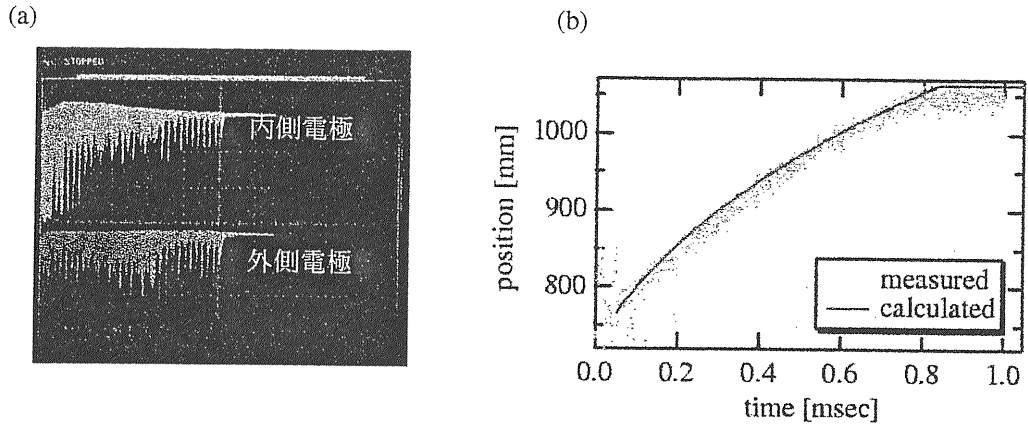 (a)
STOPPED
内側電極
外側電極
(b)
position [mm]
1000
900
800
0.0 0.2 0.4 0.6 0.8 1.0
time [msec]
measured
calculated